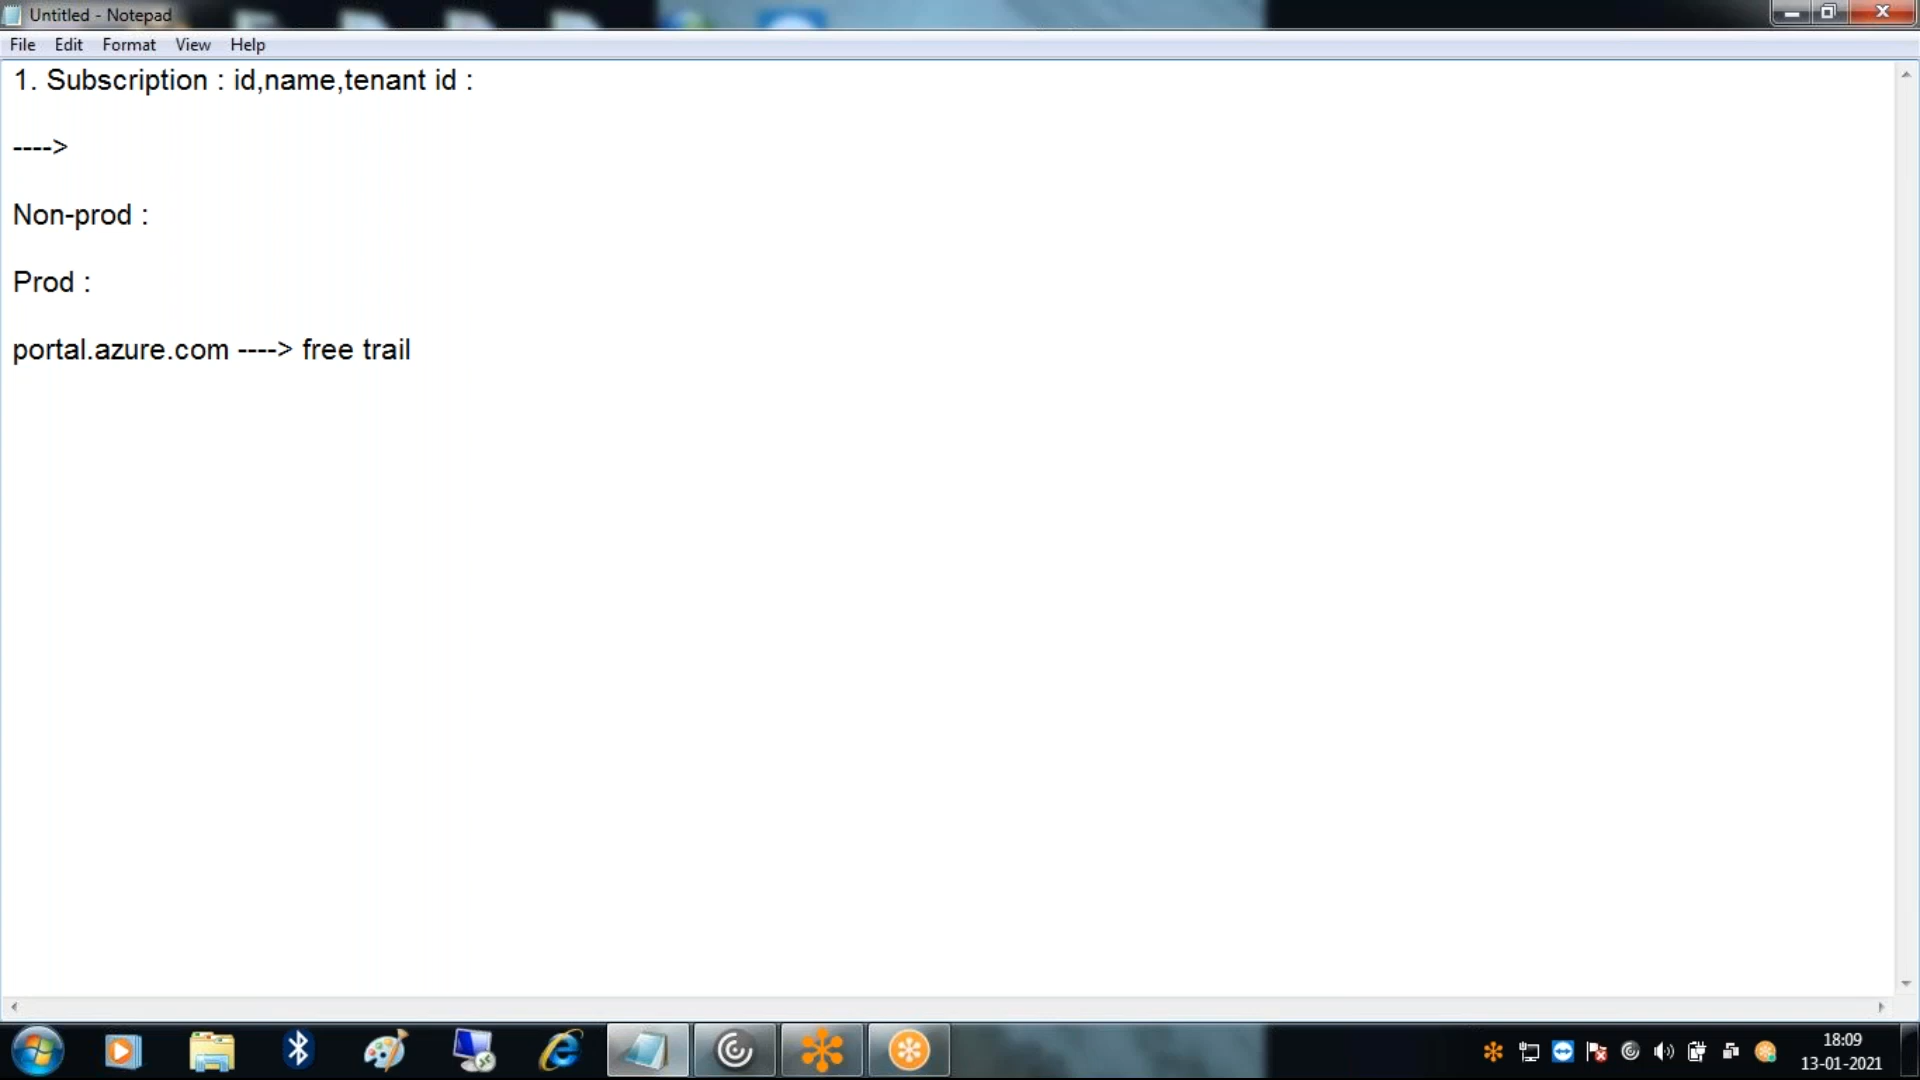 Untitled - Notepad
File Edit Format View Help
1. Subscription : id,name,tenant id :
---->
Non-prod :
Prod :
portal.azure.com ----> free trail
18:09
13-01-2021